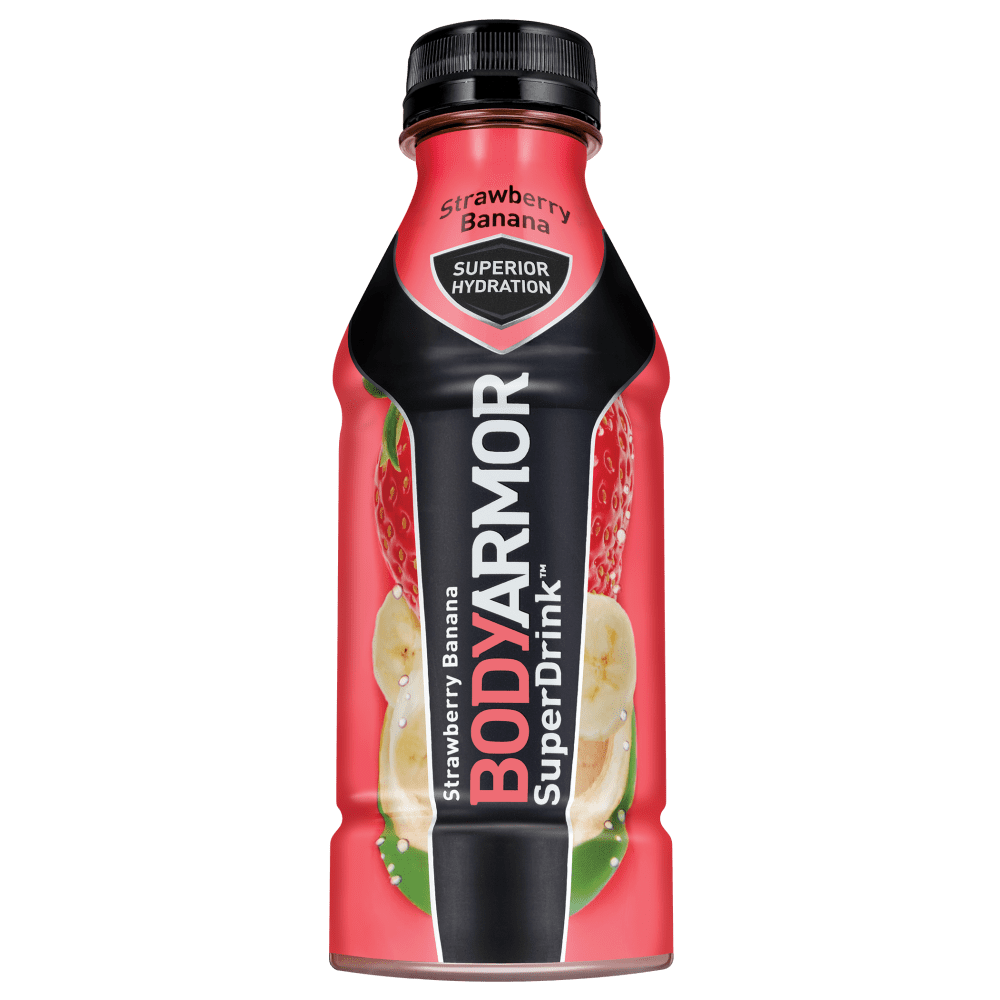 Strawberry
Banana
SUPERIOR
HYDRATION
Strawberry Banana
BODYARMOR
SuperDrink™